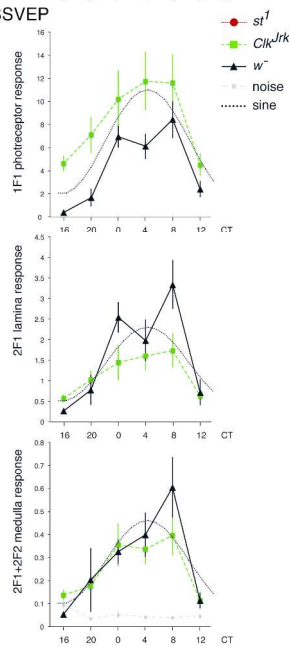 SSVEP
st1
ClkJrk
w-
noise
sine
1F1 photoreceptor response
16
14
12
10
8
6
4
2
0
16 20 0 4 8 12 CT
2F1 lamina response
4.5
4
3.5
3
2.5
2
1.5
1
0.5
0
16 20 0 4 8 12 CT
2F1+2F2 medulla response
0.8
0.7
0.6
0.5
0.4
0.3
0.2
0.1
0
16 20 0 4 8 12 CT